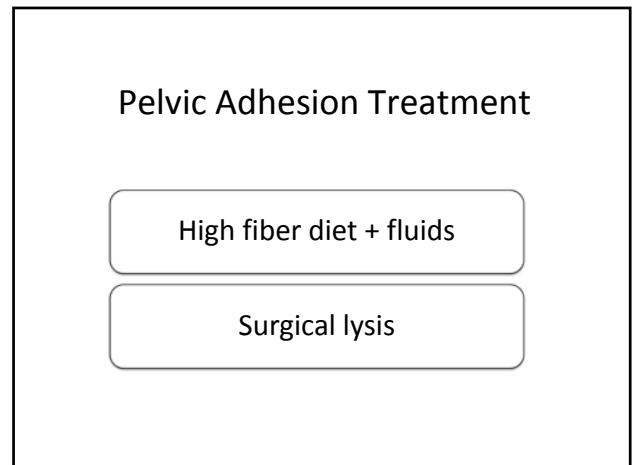 Pelvic Adhesion Treatment
High fiber diet + fluids
Surgical lysis